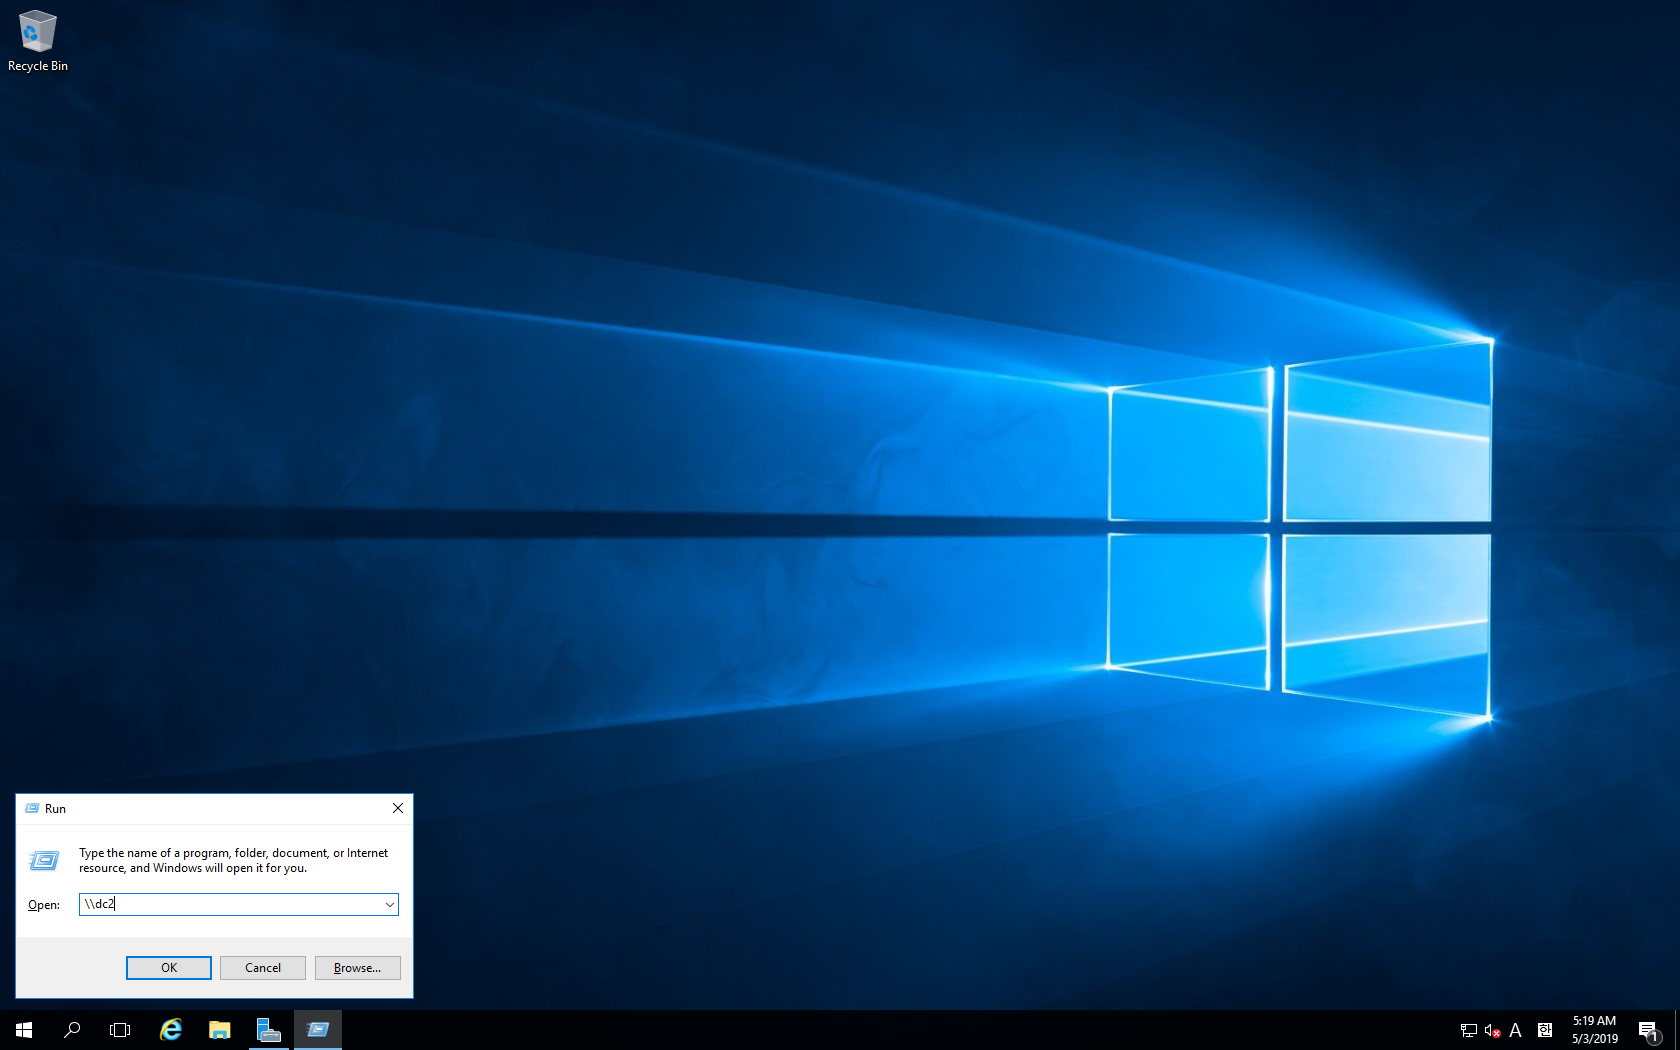 Recycle Bin
Run
Type the name of a program, folder, document, or Internet
resource, and Windows will open it for you.
Open:
\\dc2
OK
Cancel
Browse...
A
한
5:19 AM
5/3/2019
1